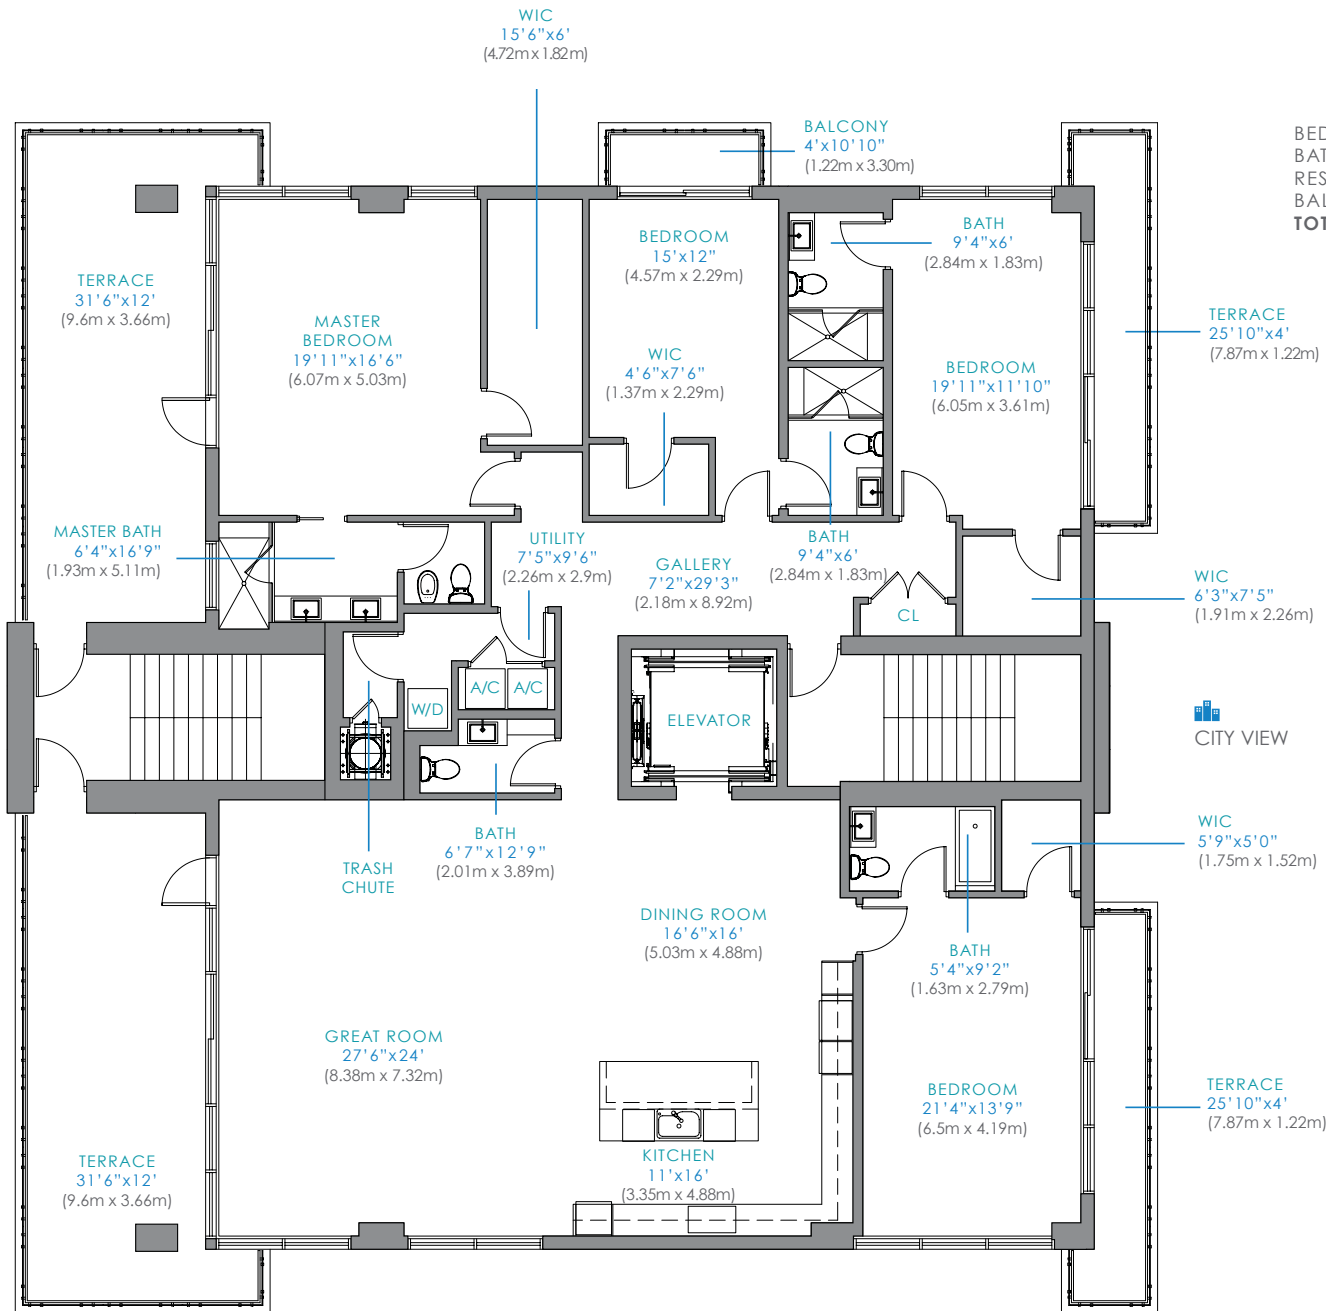 WIC
15'6"x6'
(4.72m x 1.82m)
BALCONY
4'x10'10"
(1.22m x 3.30m)
BED
BAT
RES
BAL
TOT
BEDROOM
15'x12"
(4.57m x 2.29m)
BATH
9'4"x6'
(2.84m x 1.83m)
TERRACE
31'6"x12'
(9.6m x 3.66m)
MASTER
BEDROOM
19'11"x16'6"
(6.07m x 5.03m)
WIC
4'6"x7'6"
(1.37m x 2.29m)
BEDROOM
19'11"x11'10"
(6.05m x 3.61m)
TERRACE
25'10"x4'
(7.87m x 1.22m)
MASTER BATH
6'4"x16'9"
(1.93m x 5.11m)
UTILITY
7'5"x9'6"
(2.26m x 2.9m)
GALLERY
7'2"x29'3"
(2.18m x 8.92m)
BATH
9'4"x6'
(2.84m x 1.83m)
WIC
6'3"x7'5"
(1.91m x 2.26m)
CL
A/C
A/C
W/D
ELEVATOR
CITY VIEW
BATH
6'7"x12'9"
(2.01m x 3.89m)
TRASH
CHUTE
WIC
5'9"x5'0"
(1.75m x 1.52m)
DINING ROOM
16'6"x16'
(5.03m x 4.88m)
BATH
5'4"x9'2"
(1.63m x 2.79m)
GREAT ROOM
27'6"x24'
(8.38m x 7.32m)
BEDROOM
21'4"x13'9"
(6.5m x 4.19m)
TERRACE
25'10"x4'
(7.87m x 1.22m)
KITCHEN
11'x16'
(3.35m x 4.88m)
TERRACE
31'6"x12'
(9.6m x 3.66m)